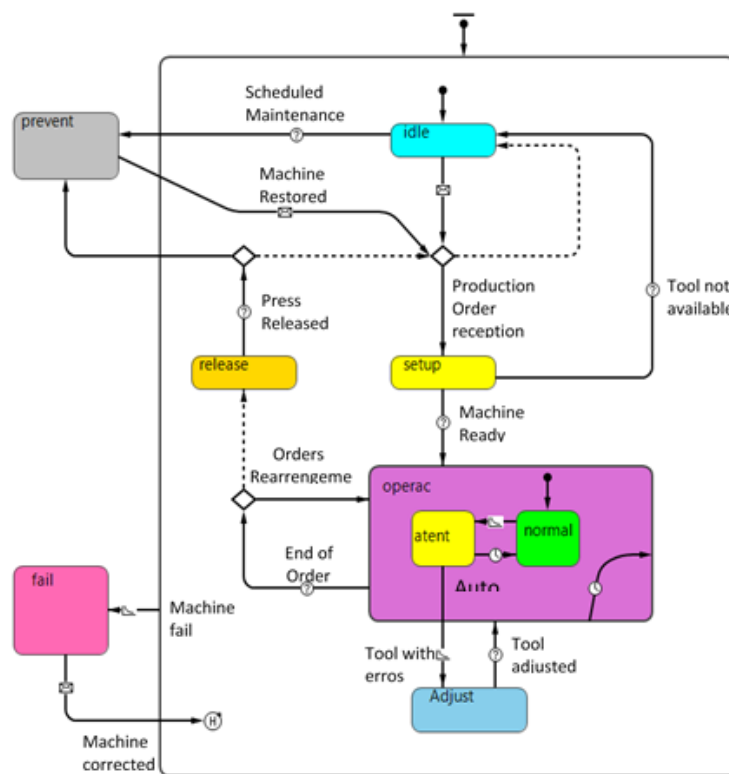 Scheduled
Maintenance
prevent
idle
Machine
Restored
Production
Order
reception
Tool not
available
Press
Released
release
setup
Machine
Ready
Orders
Rearrengeme
operac
atent
normal
Auto
End of
Order
fail
Machine
fail
Tool with
erros
Tool
adjusted
Adjust
H*
Machine
corrected